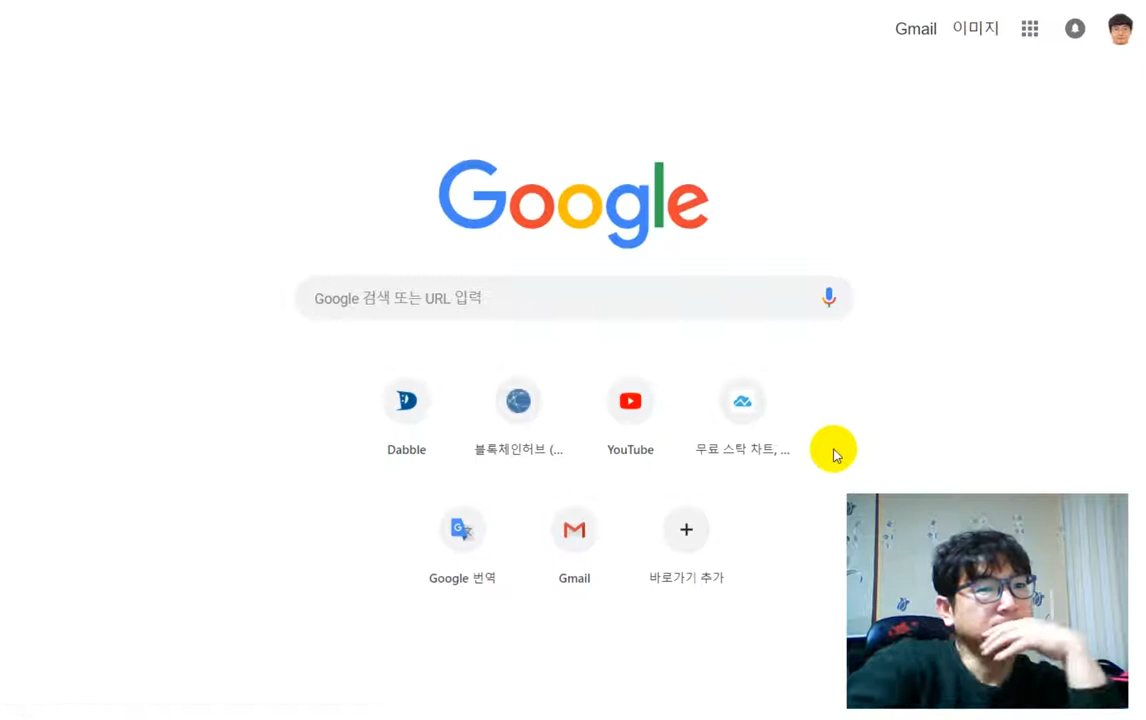 Gmail 이미지
Google
Google 검색 또는 URL 입력
Dabble
블록체인허브 (...
YouTube
무료 스탁 차트, ...
Google 번역
Gmail
바로가기 추가